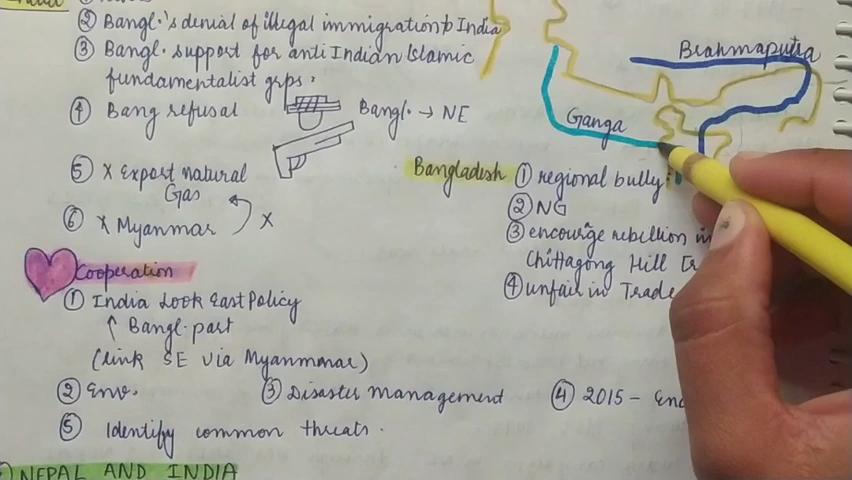 ② Bangl.'s denial of illegal immigration to India
③ Bangl. support for anti Indian Islamic
fundamentalist grps.
④ Bang refusal
Bangl. → NE
⑤ X Export natural
Gas
⑥ X Myanmar
X
Cooperation
① India Look East Policy
↑ Bangl. part
(link SE via Myanmar)
② Env.
③ Disaster management
④ 2015 -
⑤ Identify common threats.
NEPAL AND INDIA
Brahmaputra
Ganga
Bangladesh
① regional bully
② NG
③ encourage rebellion in
Chittagong Hill
④ unfair in Trade